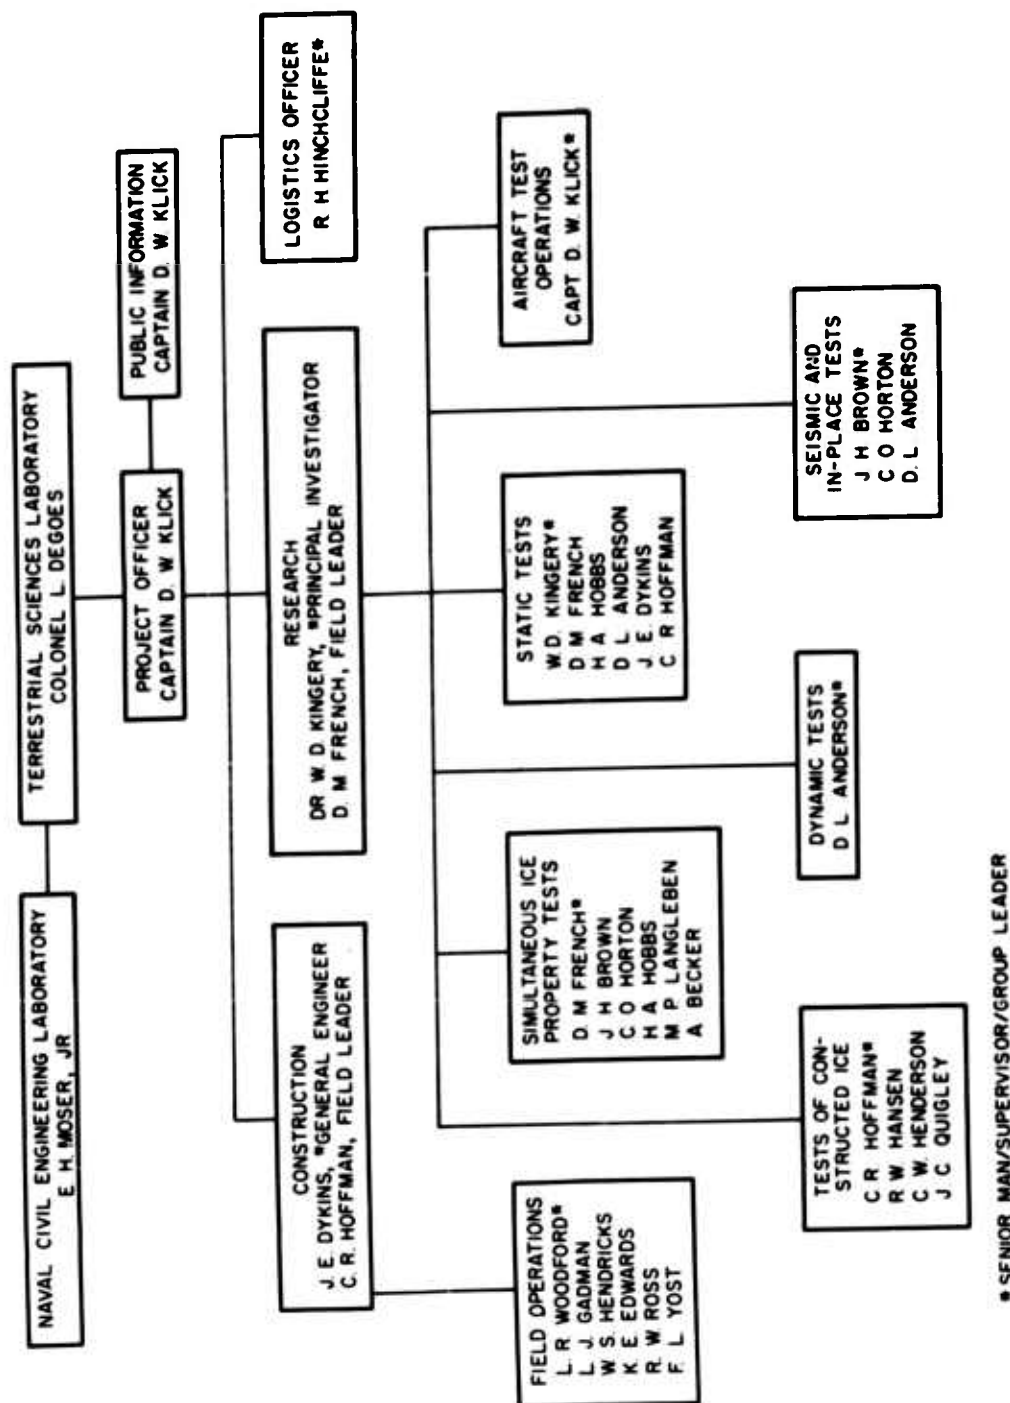 NAVAL CIVIL ENGINEERING LABORATORY
E. H. MOSER, JR
TERRESTRIAL SCIENCES LABORATORY
COLONEL L. DEGOES
PROJECT OFFICER
CAPTAIN D. W. KLICK
PUBLIC INFORMATION
CAPTAIN D. W. KLICK
CONSTRUCTION
J. E. DYKINS, *GENERAL ENGINEER
C. R. HOFFMAN, FIELD LEADER
RESEARCH
DR W. D. KINGERY, *PRINCIPAL INVESTIGATOR
D. M FRENCH, FIELD LEADER
LOGISTICS OFFICER
R H HINCHCLIFFE*
FIELD OPERATIONS
L. R WOODFORD*
L. J. GADMAN
W. S. HENDRICKS
K. E. EDWARDS
R. W. ROSS
F. L. YOST
SIMULTANEOUS ICE
PROPERTY TESTS
D. M FRENCH*
J H BROWN
C O HORTON
H A HOBBS
M P LANGLEBEN
A BECKER
STATIC TESTS
W. D. KINGERY*
D M FRENCH
H A HOBBS
D L ANDERSON
J. E. DYKINS
C R HOFFMAN
AIRCRAFT TEST
OPERATIONS
CAPT D. W. KLICK*
TESTS OF CON-
STRUCTED ICE
C R HOFFMAN*
R W HANSEN
C W. HENDERSON
J C QUIGLEY
DYNAMIC TESTS
D L ANDERSON*
SEISMIC AND
IN-PLACE TESTS
J H BROWN*
C O HORTON
D. L ANDERSON
*SENIOR MAN/SUPERVISOR/GROUP LEADER